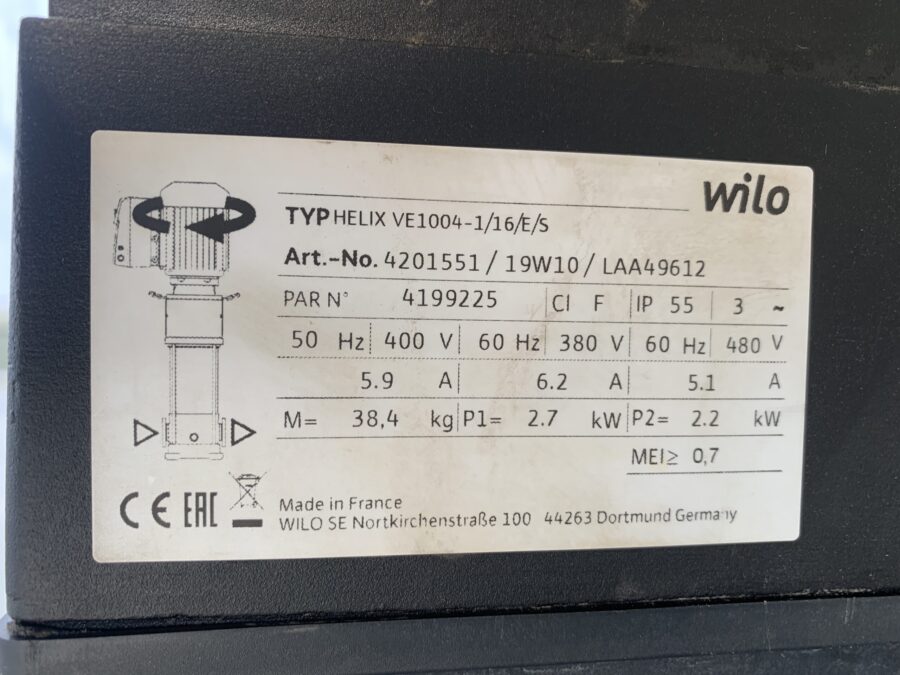 wilo
TYP HELIX VE1004-1/16/E/S
Art.-No. 4201551 / 19W10 / LAA49612
PAR N° 4199225 Cl F IP 55 3 ~
50 Hz 400 V 60 Hz 380 V 60 Hz 480 V
5.9 A 6.2 A 5.1 A
M= 38,4 kg P1= 2.7 kW P2= 2.2 kW
MEI≥ 0,7
CE EAC
Made in France
WILO SE Nortkirchenstraße 100 44263 Dortmund Germany